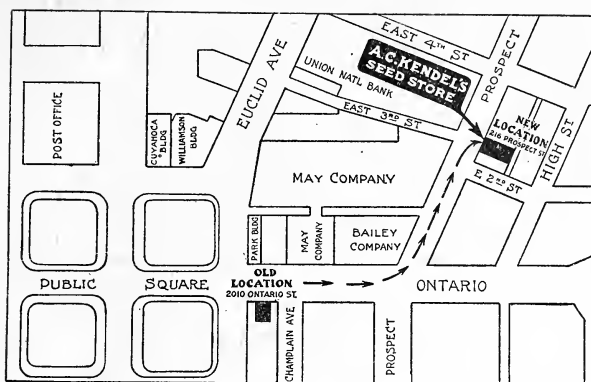 EAST 4TH ST
PROSPECT
A.C. KENDEL'S
SEED STORE
UNION NATL BANK
EUCLID AVE
EAST 3RD ST
POST OFFICE
CUYAHOGA
BLDG
WILLIAMSON
BLDG
NEW
LOCATION
216 PROSPECT ST.
HIGH ST
E 2ND ST
MAY COMPANY
PARK BLDG
MAY
COMPANY
BAILEY
COMPANY
PUBLIC SQUARE
OLD
LOCATION
2010 ONTARIO ST.
ONTARIO
CHAMPLAIN AVE
PROSPECT